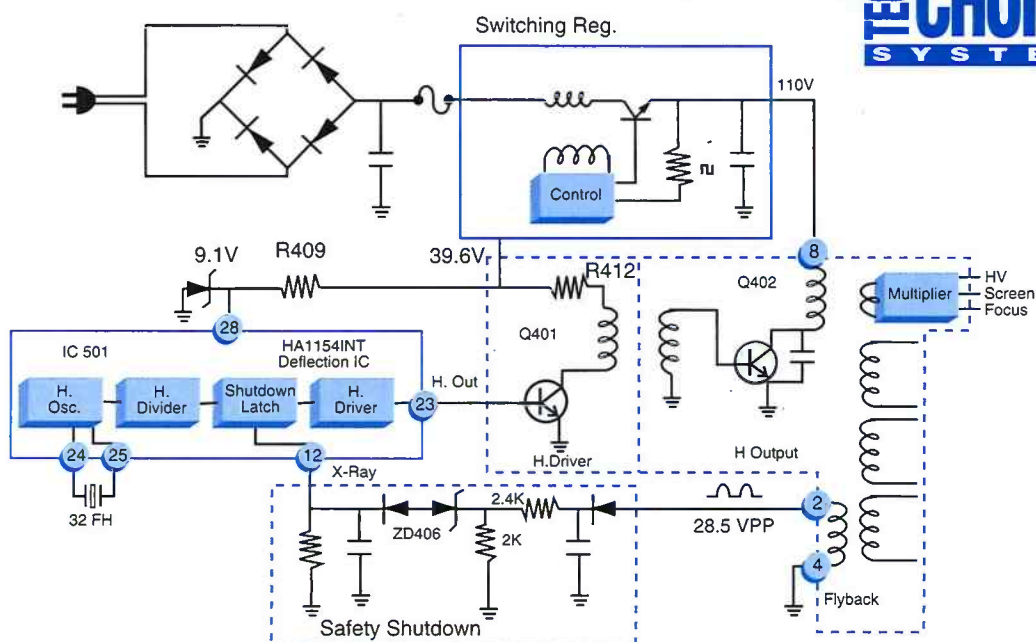 Switching Reg.
SYSTE
110V
Control
9.1V
R409
39.6V
R412
8
Q402
Multiplier
HV
Screen
Focus
28
Q401
IC 501
HA1154INT
Deflection IC
H.
Osc.
H.
Divider
Shutdown
Latch
H.
Driver
H. Out
23
24
25
12
X-Ray
H.Driver
H Output
32 FH
ZD406
2.4K
2K
28.5 VPP
2
4
Flyback
Safety Shutdown